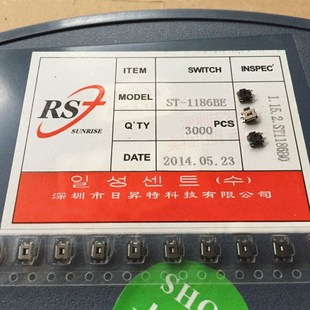 ITEM SWITCH INSPEC
RS
SUNRISE
MODEL ST-1186BE
Q'TY 3000 PCS
DATE 2014.05.23
일성센트(수)
深圳市日昇特科技有限公司
SHO